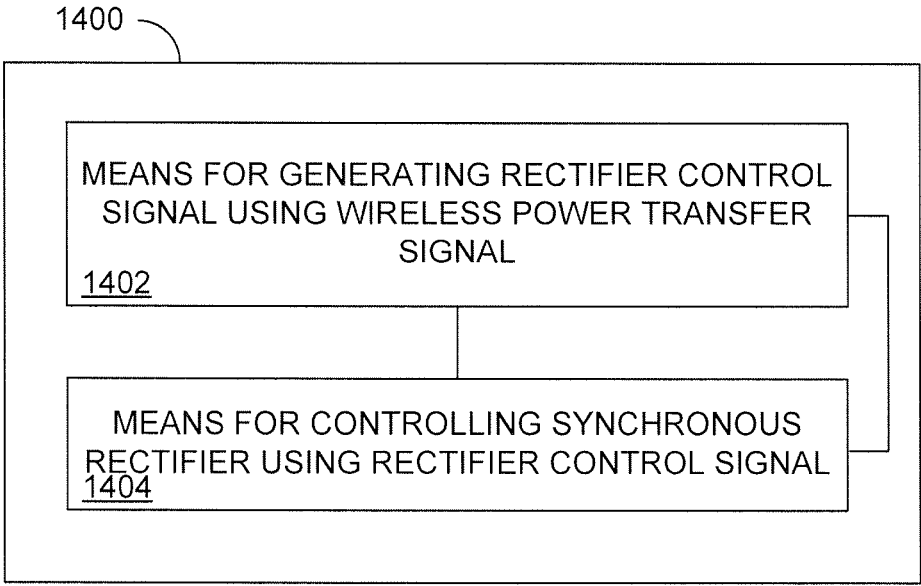 1400
MEANS FOR GENERATING RECTIFIER CONTROL
SIGNAL USING WIRELESS POWER TRANSFER
SIGNAL
1402
MEANS FOR CONTROLLING SYNCHRONOUS
RECTIFIER USING RECTIFIER CONTROL SIGNAL
1404